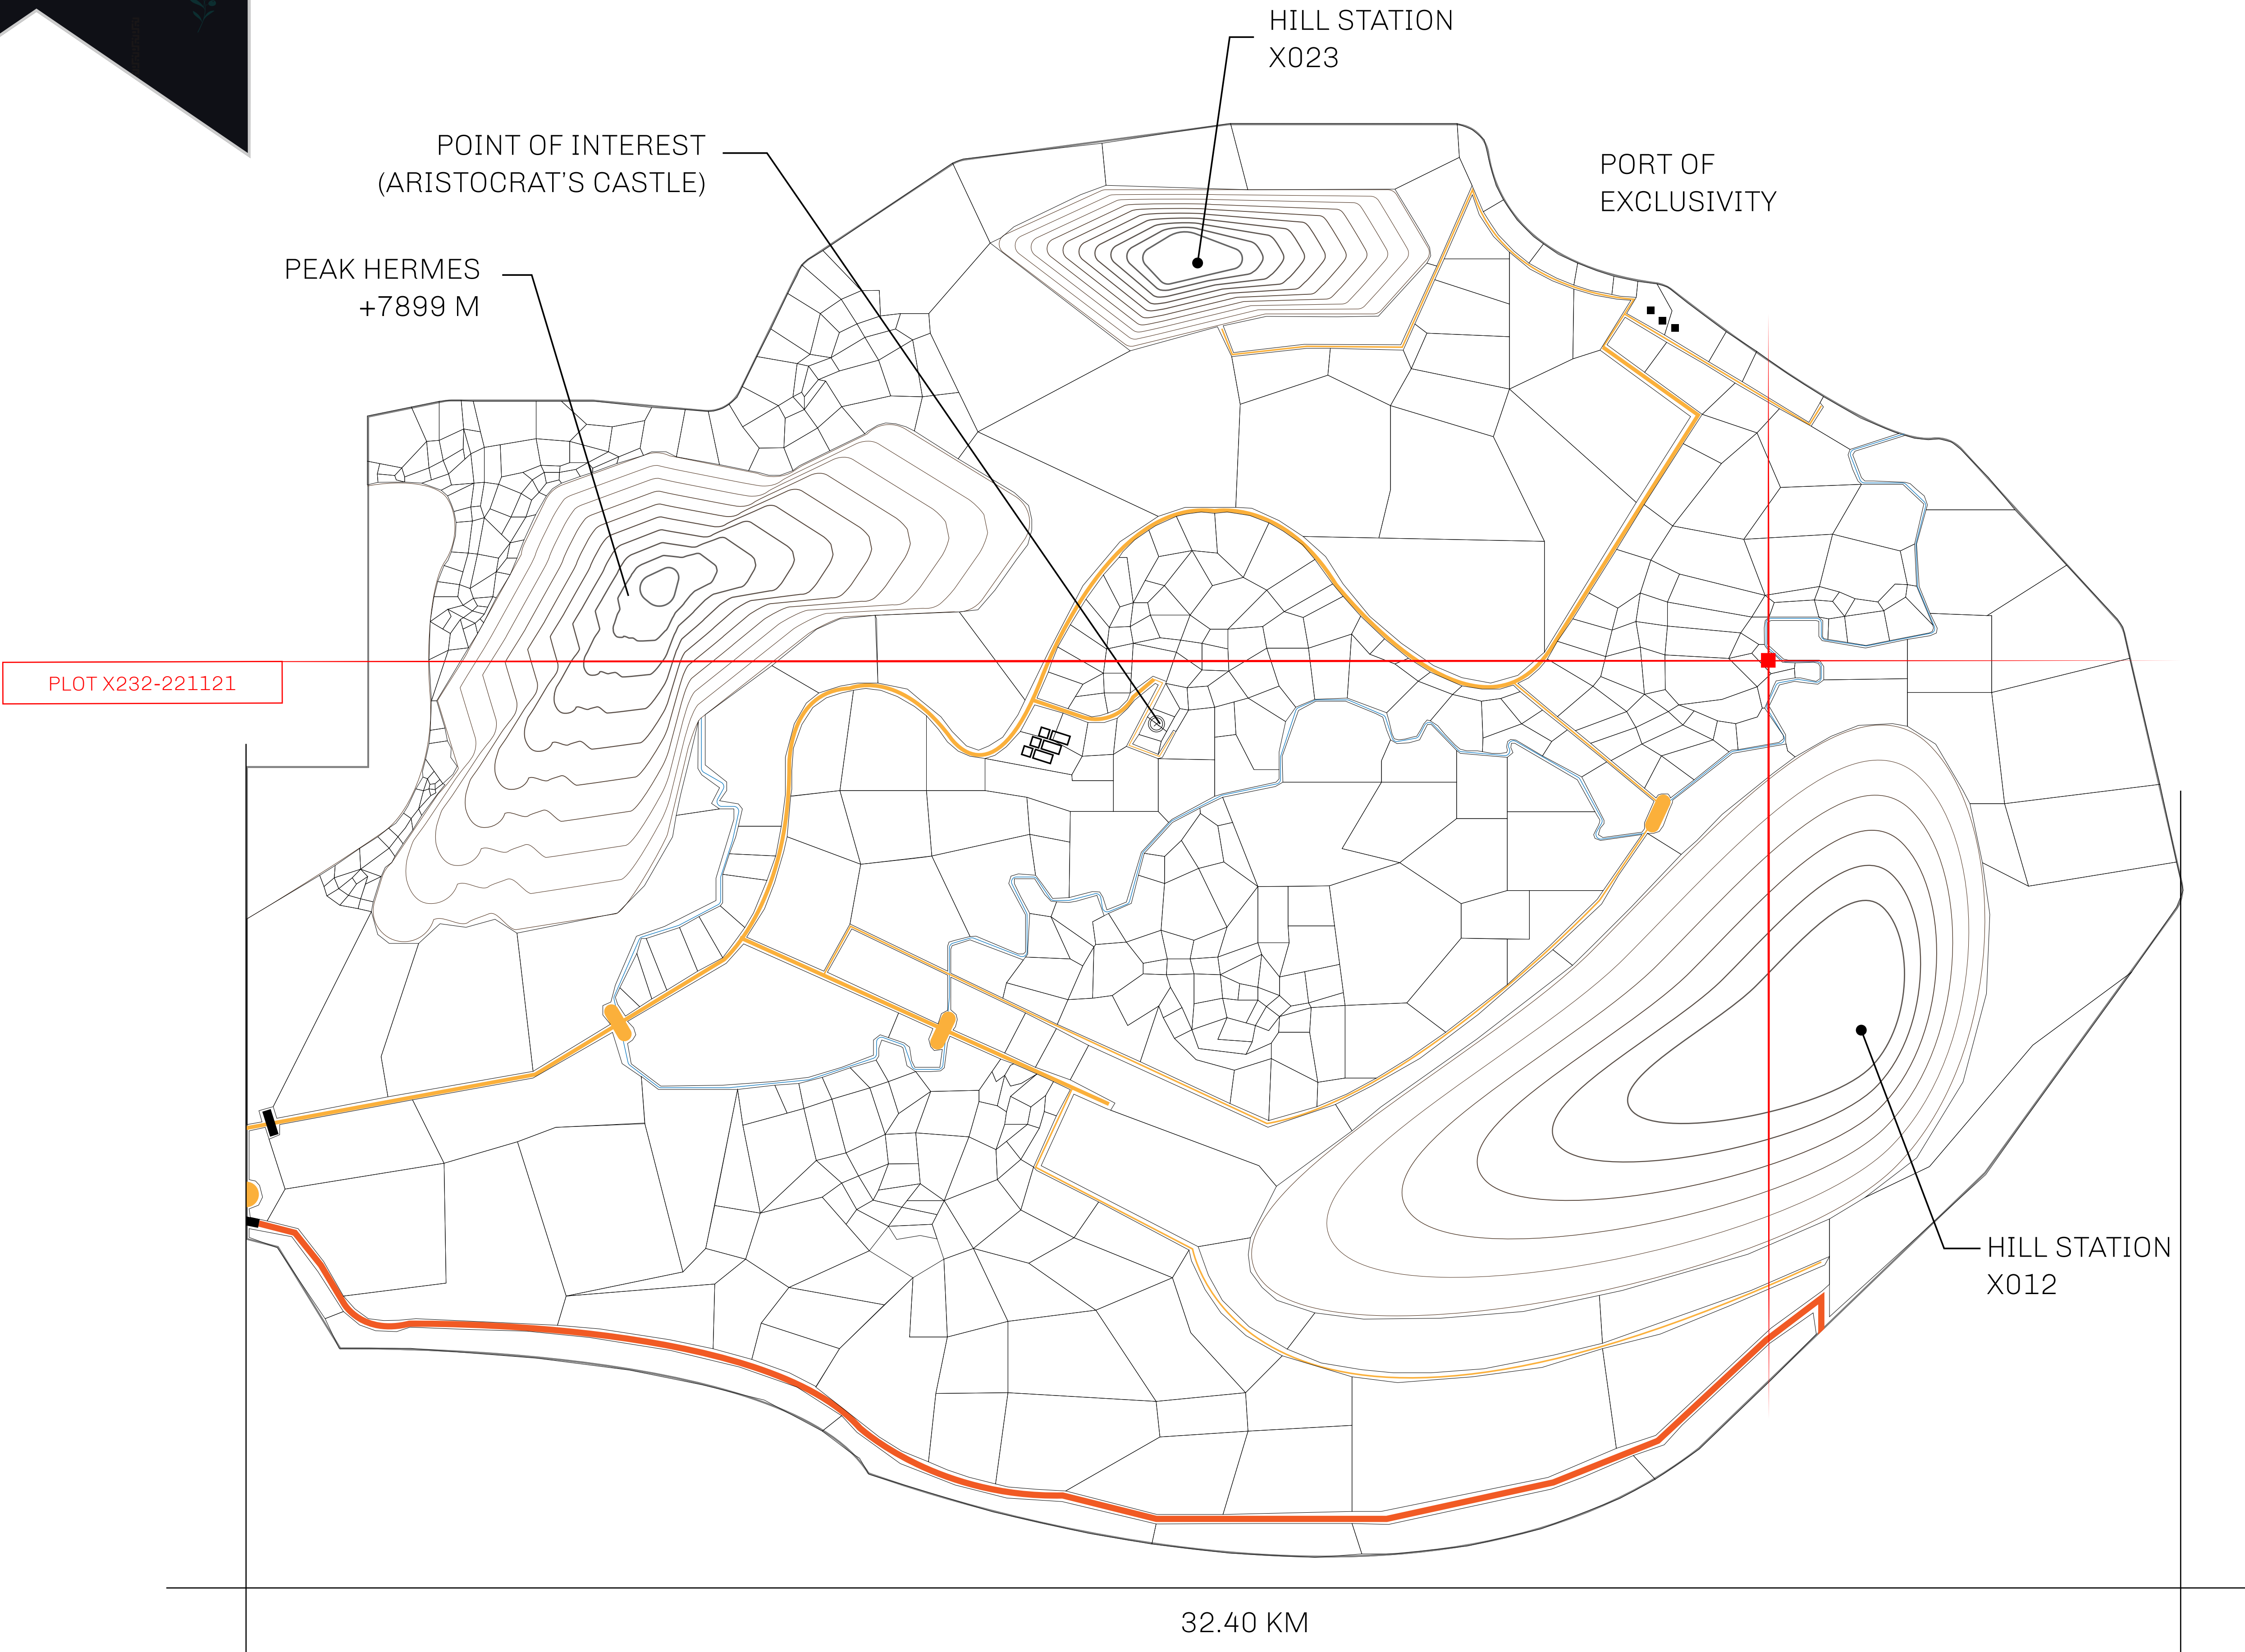 HILL STATION
X023
POINT OF INTEREST
(ARISTOCRAT'S CASTLE)
PORT OF
EXCLUSIVITY
PEAK HERMES
+7899 M
PLOT X232-221121
HILL STATION
X012
32.40 KM